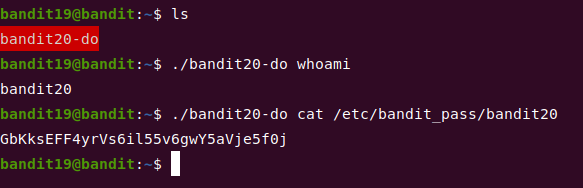 bandit19@bandit:~$ ls
bandit20-do
bandit19@bandit:~$ ./bandit20-do whoami
bandit20
bandit19@bandit:~$ ./bandit20-do cat /etc/bandit_pass/bandit20
GbKksEFF4yrVs6il55v6gwY5aVje5f0j
bandit19@bandit:~$